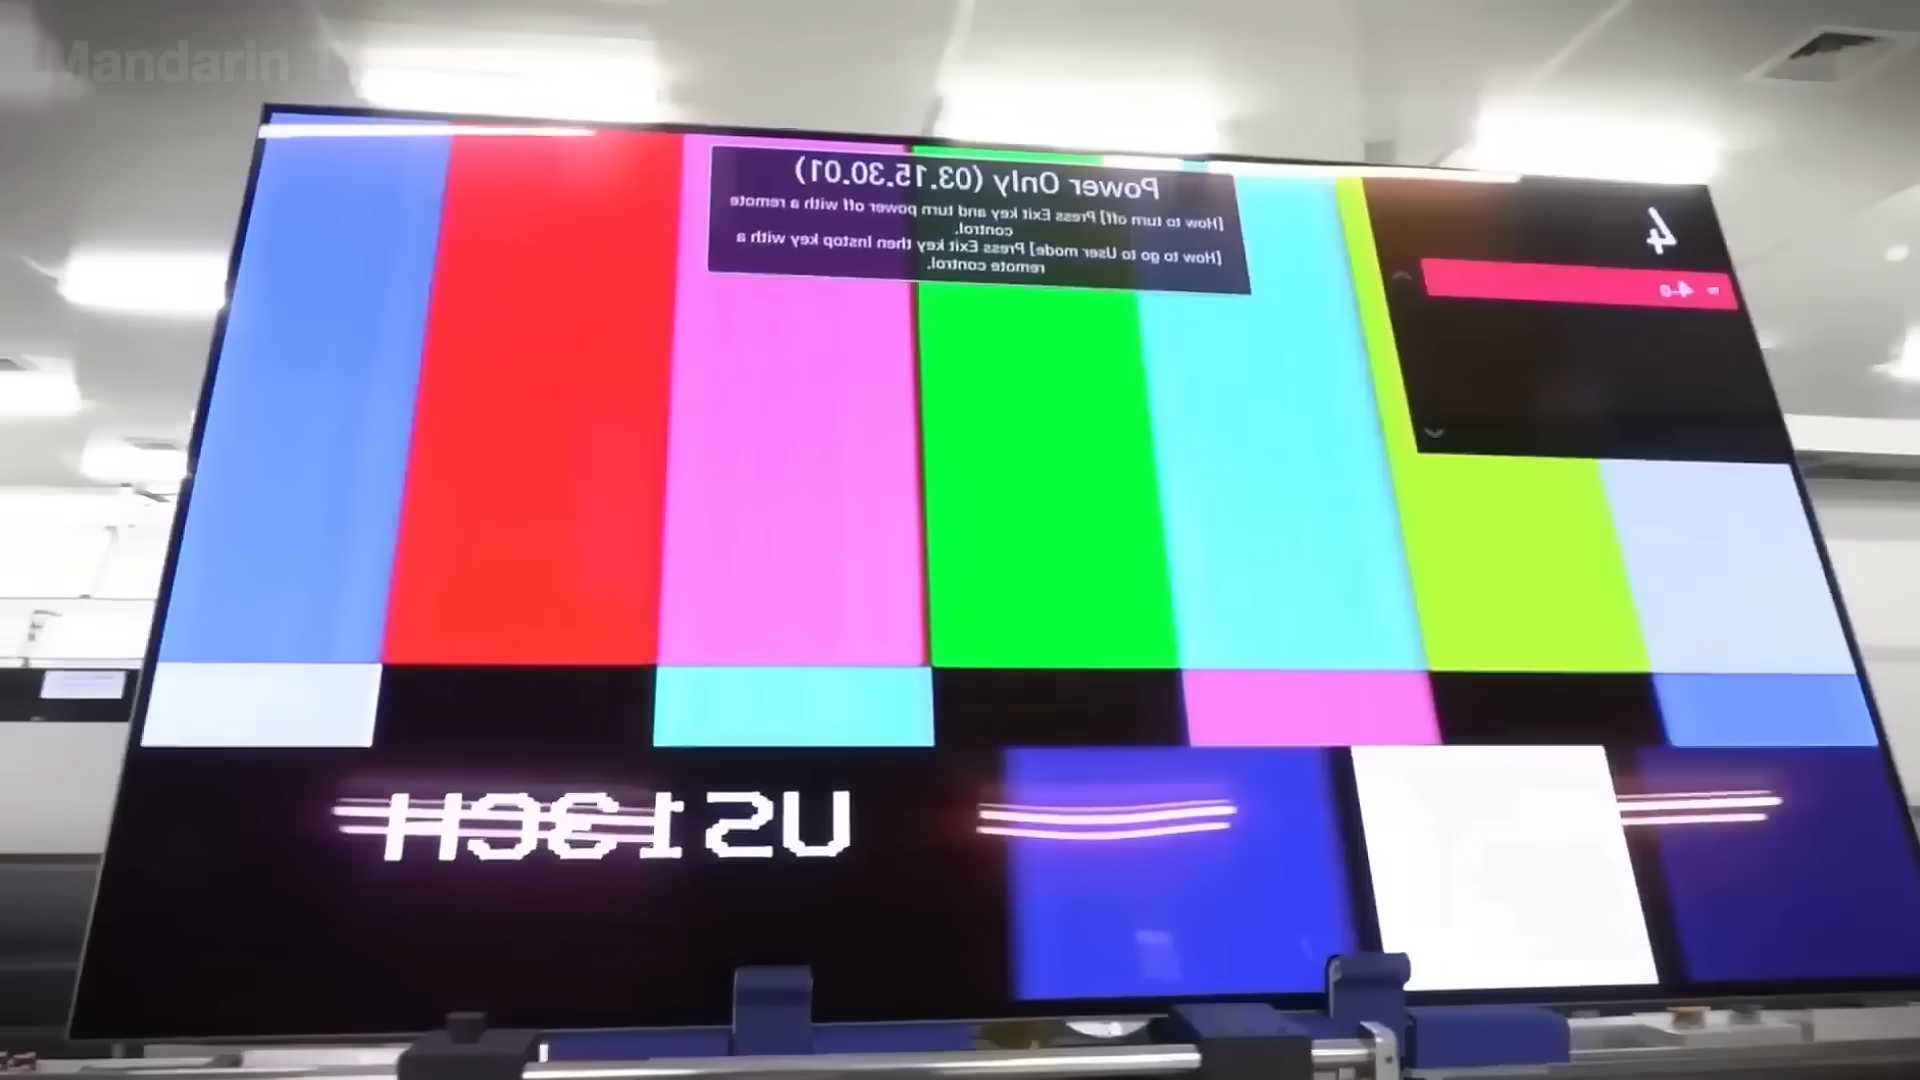 Mandarin
Power Only (03.15.30.01)
[How to turn off] Press Exit key and turn power off with a remote
control.
[How to go to User mode] Press Exit key then Instop key with a
remote control.
4
4-0
US13CH